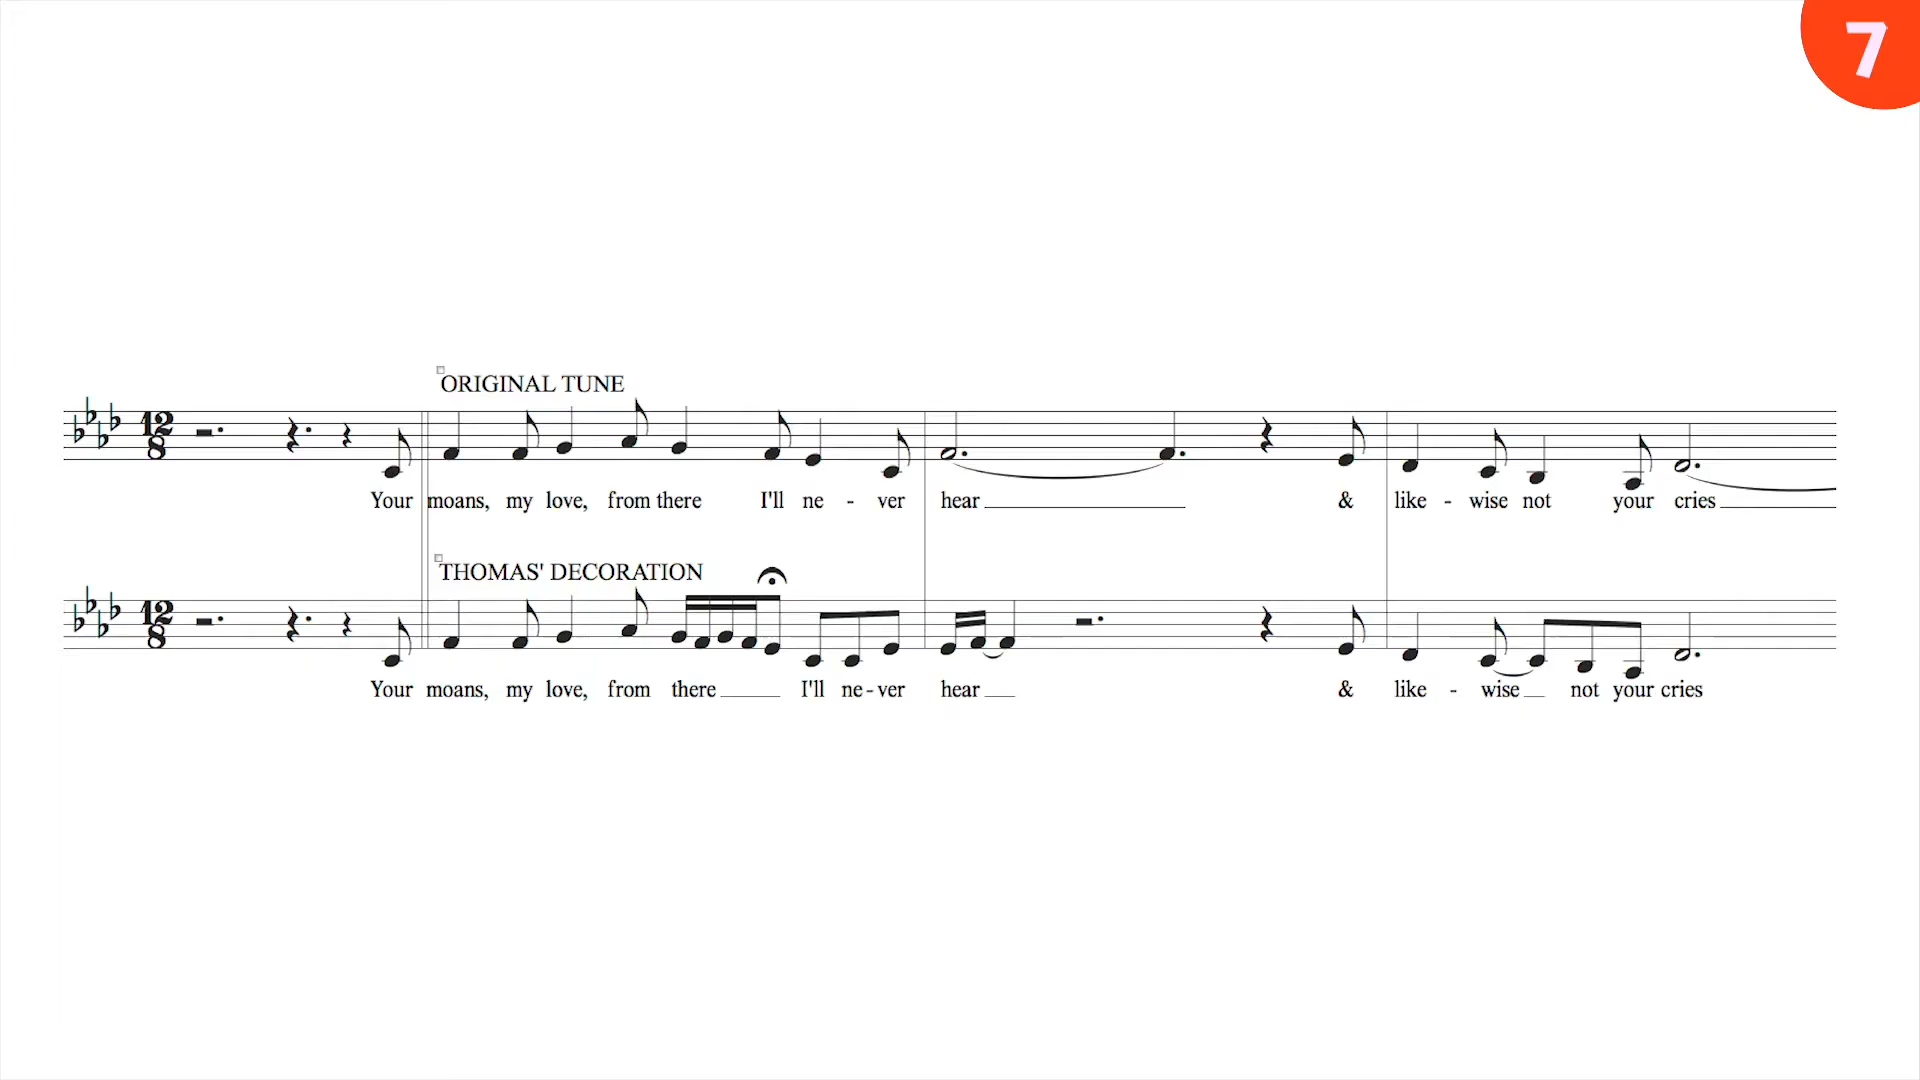 7
ORIGINAL TUNE
12
8
Your moans, my love, from there I'll ne - ver hear & like - wise not your cries
THOMAS' DECORATION
12
8
Your moans, my love, from there I'll ne - ver hear & like - wise not your cries